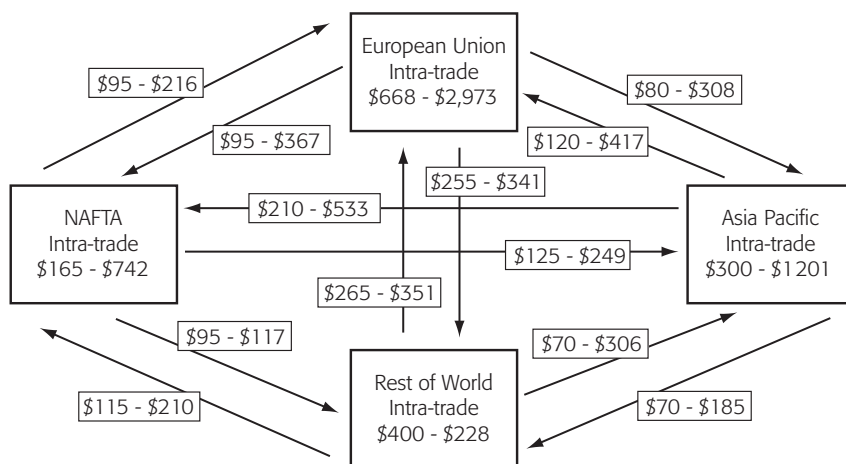 European Union
Intra-trade
$668 - $2,973
$95 - $216
$80 - $308
$95 - $367
$120 - $417
$255 - $341
NAFTA
Intra-trade
$165 - $742
$210 - $533
Asia Pacific
Intra-trade
$300 - $1201
$125 - $249
$265 - $351
$95 - $117
$70 - $306
Rest of World
Intra-trade
$400 - $228
$115 - $210
$70 - $185